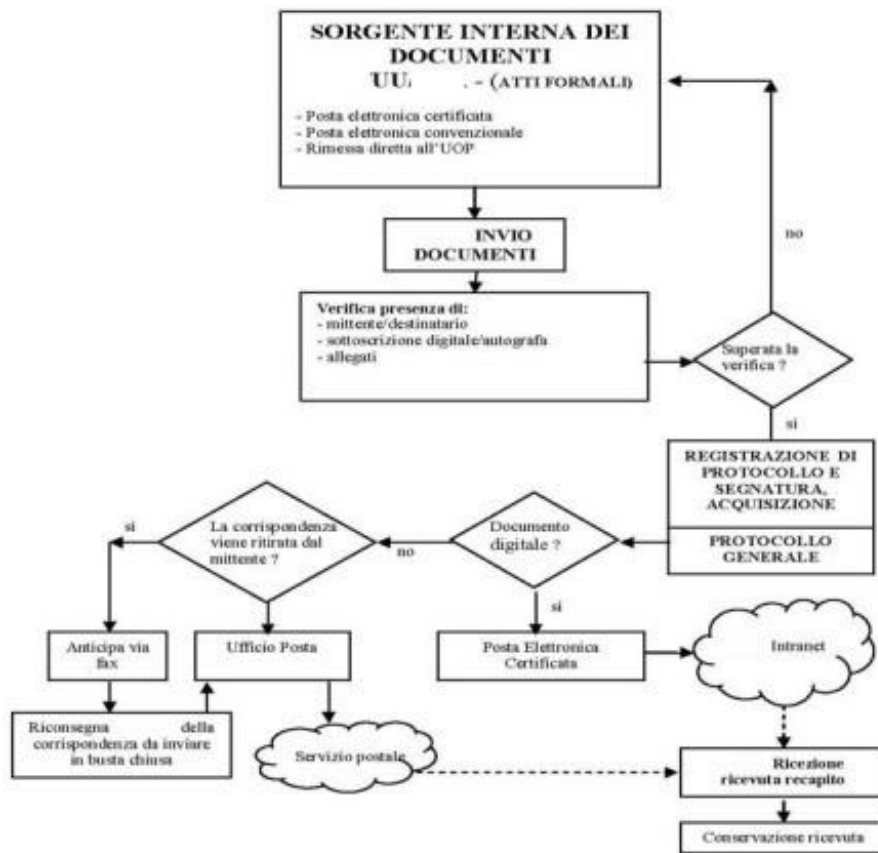 SORGENTE INTERNA DEI
DOCUMENTI
UU. . - (ATTI FORMALI)
- Posta elettronica certificata
- Posta elettronica convenzionale
- Rimessa diretta all'UOP
INVIO
DOCUMENTI
no
Verifica presenza di:
- mittente/destinatario
- sottoscrizione digitale/autografa
- allegati
Superata la
verifica ?
si
REGISTRAZIONE DI
PROTOCOLLO E
SEGNATURA,
ACQUISIZIONE
PROTOCOLLO
GENERALE
Documento
digitale ?
no
La corrispondenza
viene ritirata dal
mittente ?
si
si
Anticipa via
fax
Ufficio Posta
Posta Elettronica
Certificata
Intranet
Riconsegna della
corrispondenza da inviare
in busta chiusa
Servizio postale
Ricezione
ricevuta recapito
Conservazione ricevuta